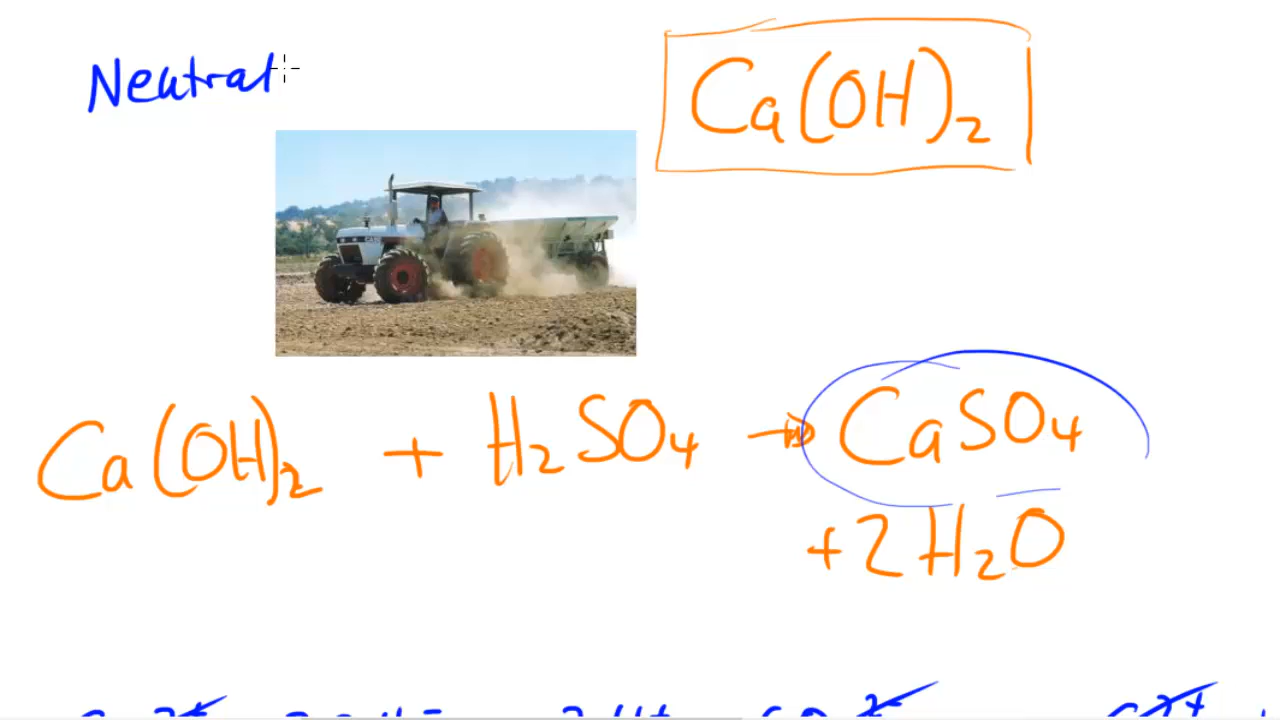 Neutral
Ca(OH)₂
Ca(OH)₂ + H₂SO₄ → CaSO₄
+ 2H₂O